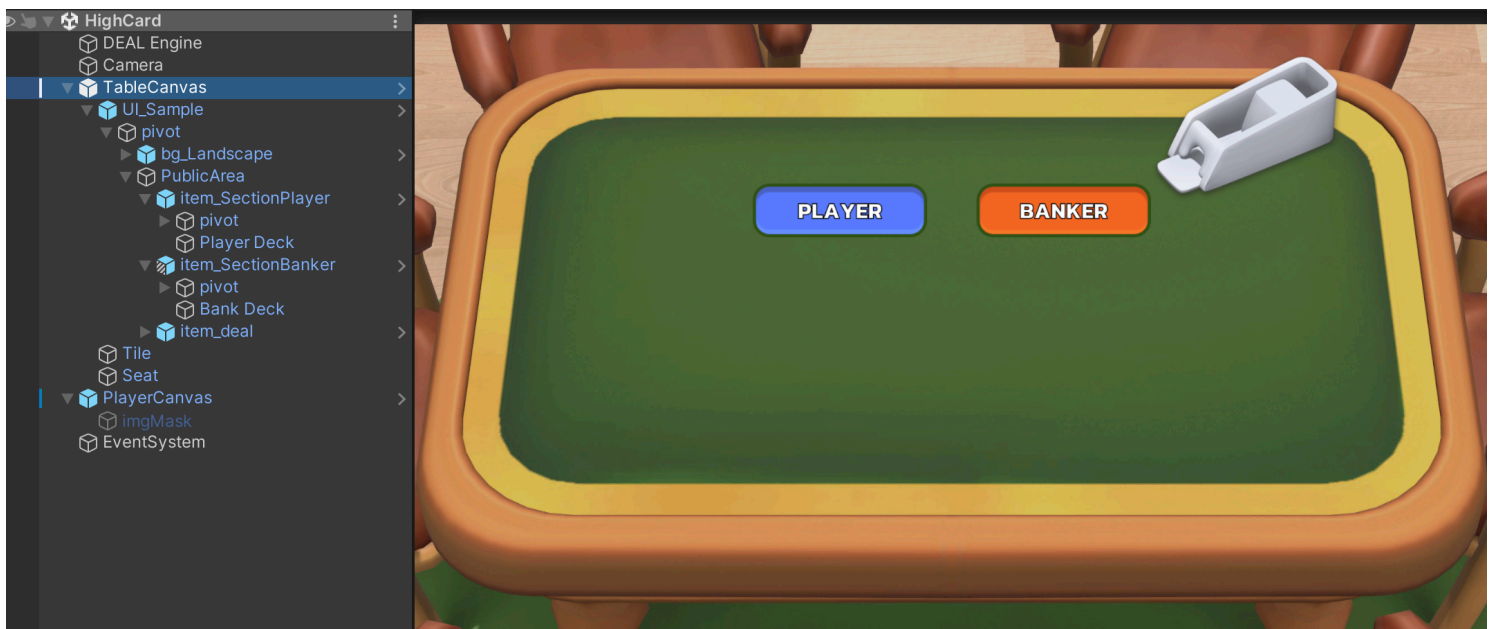 HighCard
DEAL Engine
Camera
TableCanvas
UI_Sample
pivot
bg_Landscape
PublicArea
item_SectionPlayer
pivot
Player Deck
item_SectionBanker
pivot
Bank Deck
item_deal
Tile
Seat
PlayerCanvas
imgMask
EventSystem
PLAYER
BANKER